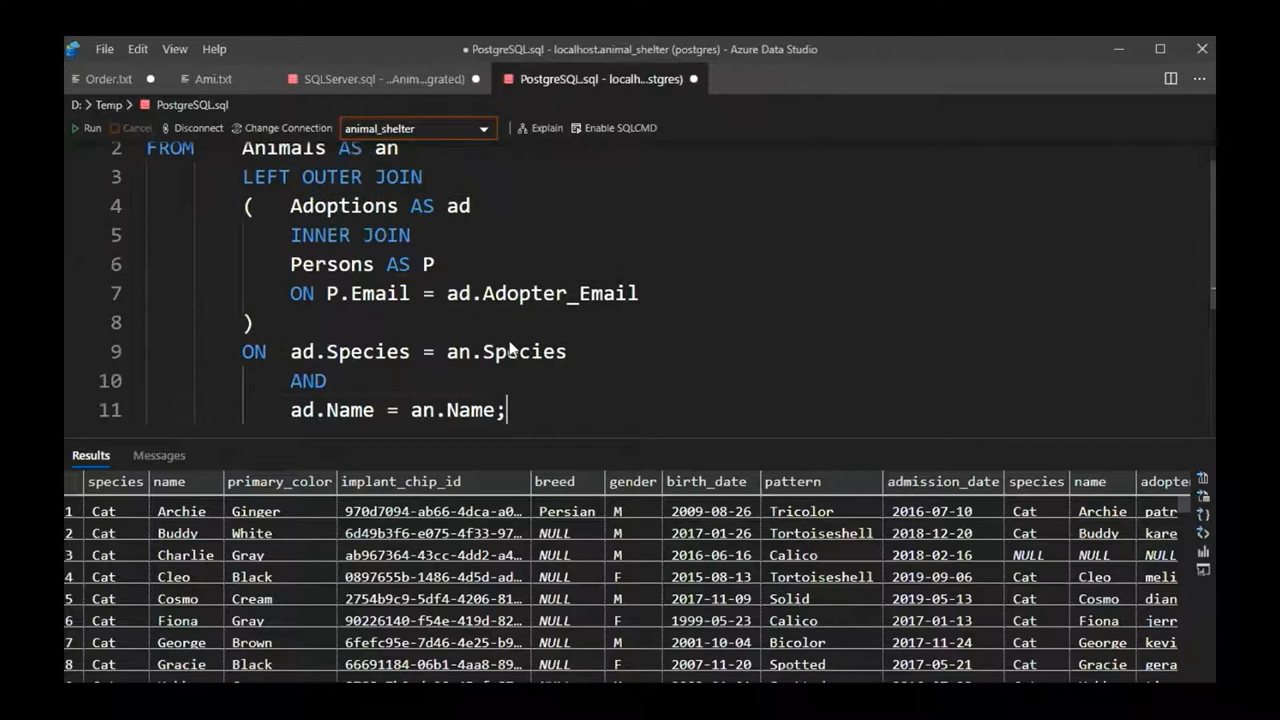 File Edit View Help ● PostgreSQL.sql - localhost.animal_shelter (postgres) - Azure Data Studio
Order.txt ● Ami.txt SQLServer.sql - ..Anim...grated) ● PostgreSQL.sql - localh...stgres) ●
D: > Temp > PostgreSQL.sql
Run Cancel Disconnect Change Connection animal_shelter Explain Enable SQLCMD
2 FROM Animals AS an
3 LEFT OUTER JOIN
4 ( Adoptions AS ad
5 INNER JOIN
6 Persons AS P
7 ON P.Email = ad.Adopter_Email
8 )
9 ON ad.Species = an.Species
10 AND
11 ad.Name = an.Name;
Results Messages
species name primary_color implant_chip_id breed gender birth_date pattern admission_date species name adopte
1 Cat Archie Ginger 970d7094-ab66-4dca-a0… Persian M 2009-08-26 Tricolor 2016-07-10 Cat Archie patr
2 Cat Buddy White 6d49b3f6-e075-4f33-97… NULL M 2017-01-26 Tortoiseshell 2018-12-20 Cat Buddy kare
3 Cat Charlie Gray ab967364-43cc-4dd2-a4… NULL M 2016-06-16 Calico 2018-02-16 NULL NULL NULL
4 Cat Cleo Black 0897655b-1486-4d5d-ad… NULL F 2015-08-13 Tortoiseshell 2019-09-06 Cat Cleo meli
5 Cat Cosmo Cream 2754b9c9-5df4-4206-81… NULL M 2017-11-09 Solid 2019-05-13 Cat Cosmo dian
6 Cat Fiona Gray 90226140-f54e-419d-82… NULL F 1999-05-23 Calico 2017-01-13 Cat Fiona jerr
7 Cat George Brown 6fefc95e-7d46-4e25-b9… NULL M 2001-10-04 Bicolor 2017-11-24 Cat George kevi
8 Cat Gracie Black 66691184-06b1-4aa8-89… NULL F 2007-11-20 Spotted 2017-05-21 Cat Gracie gera